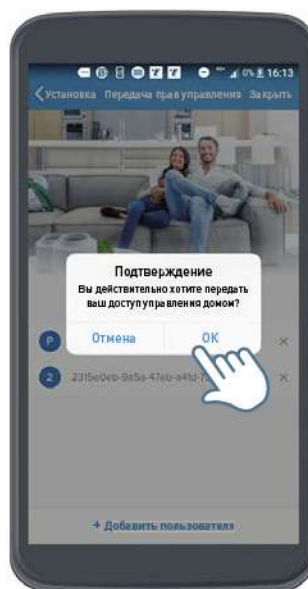 0% 16:13
Установка Передача прав управления Закрыть
Подтверждение
Вы действительно хотите передать
ваш доступ управления домом?
Отмена OK
P ×
2 ×
+ Добавить пользователя